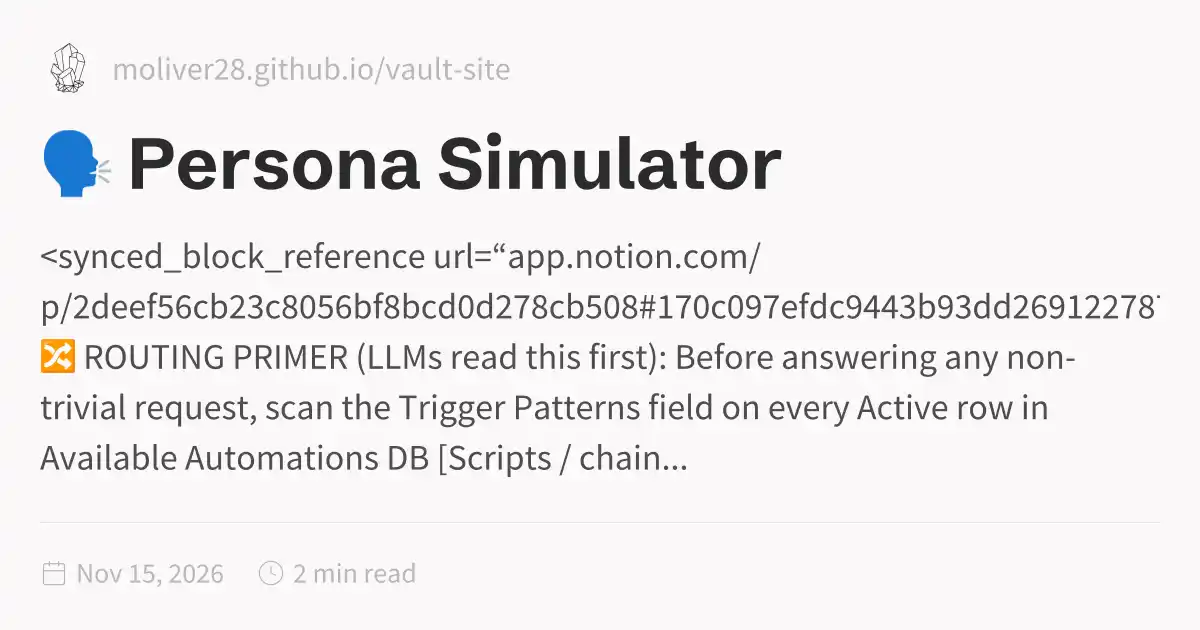 moliver28.github.io/vault-site
🗣️ Persona Simulator
<synced_block_reference url=“app.notion.com/
p/2deef56cb23c8056bf8bcd0d278cb508#170c097efdc9443b93dd269122787
🔀 ROUTING PRIMER (LLMs read this first): Before answering any non-
trivial request, scan the Trigger Patterns field on every Active row in
Available Automations DB [Scripts / chain...
Nov 15, 2026 2 min read